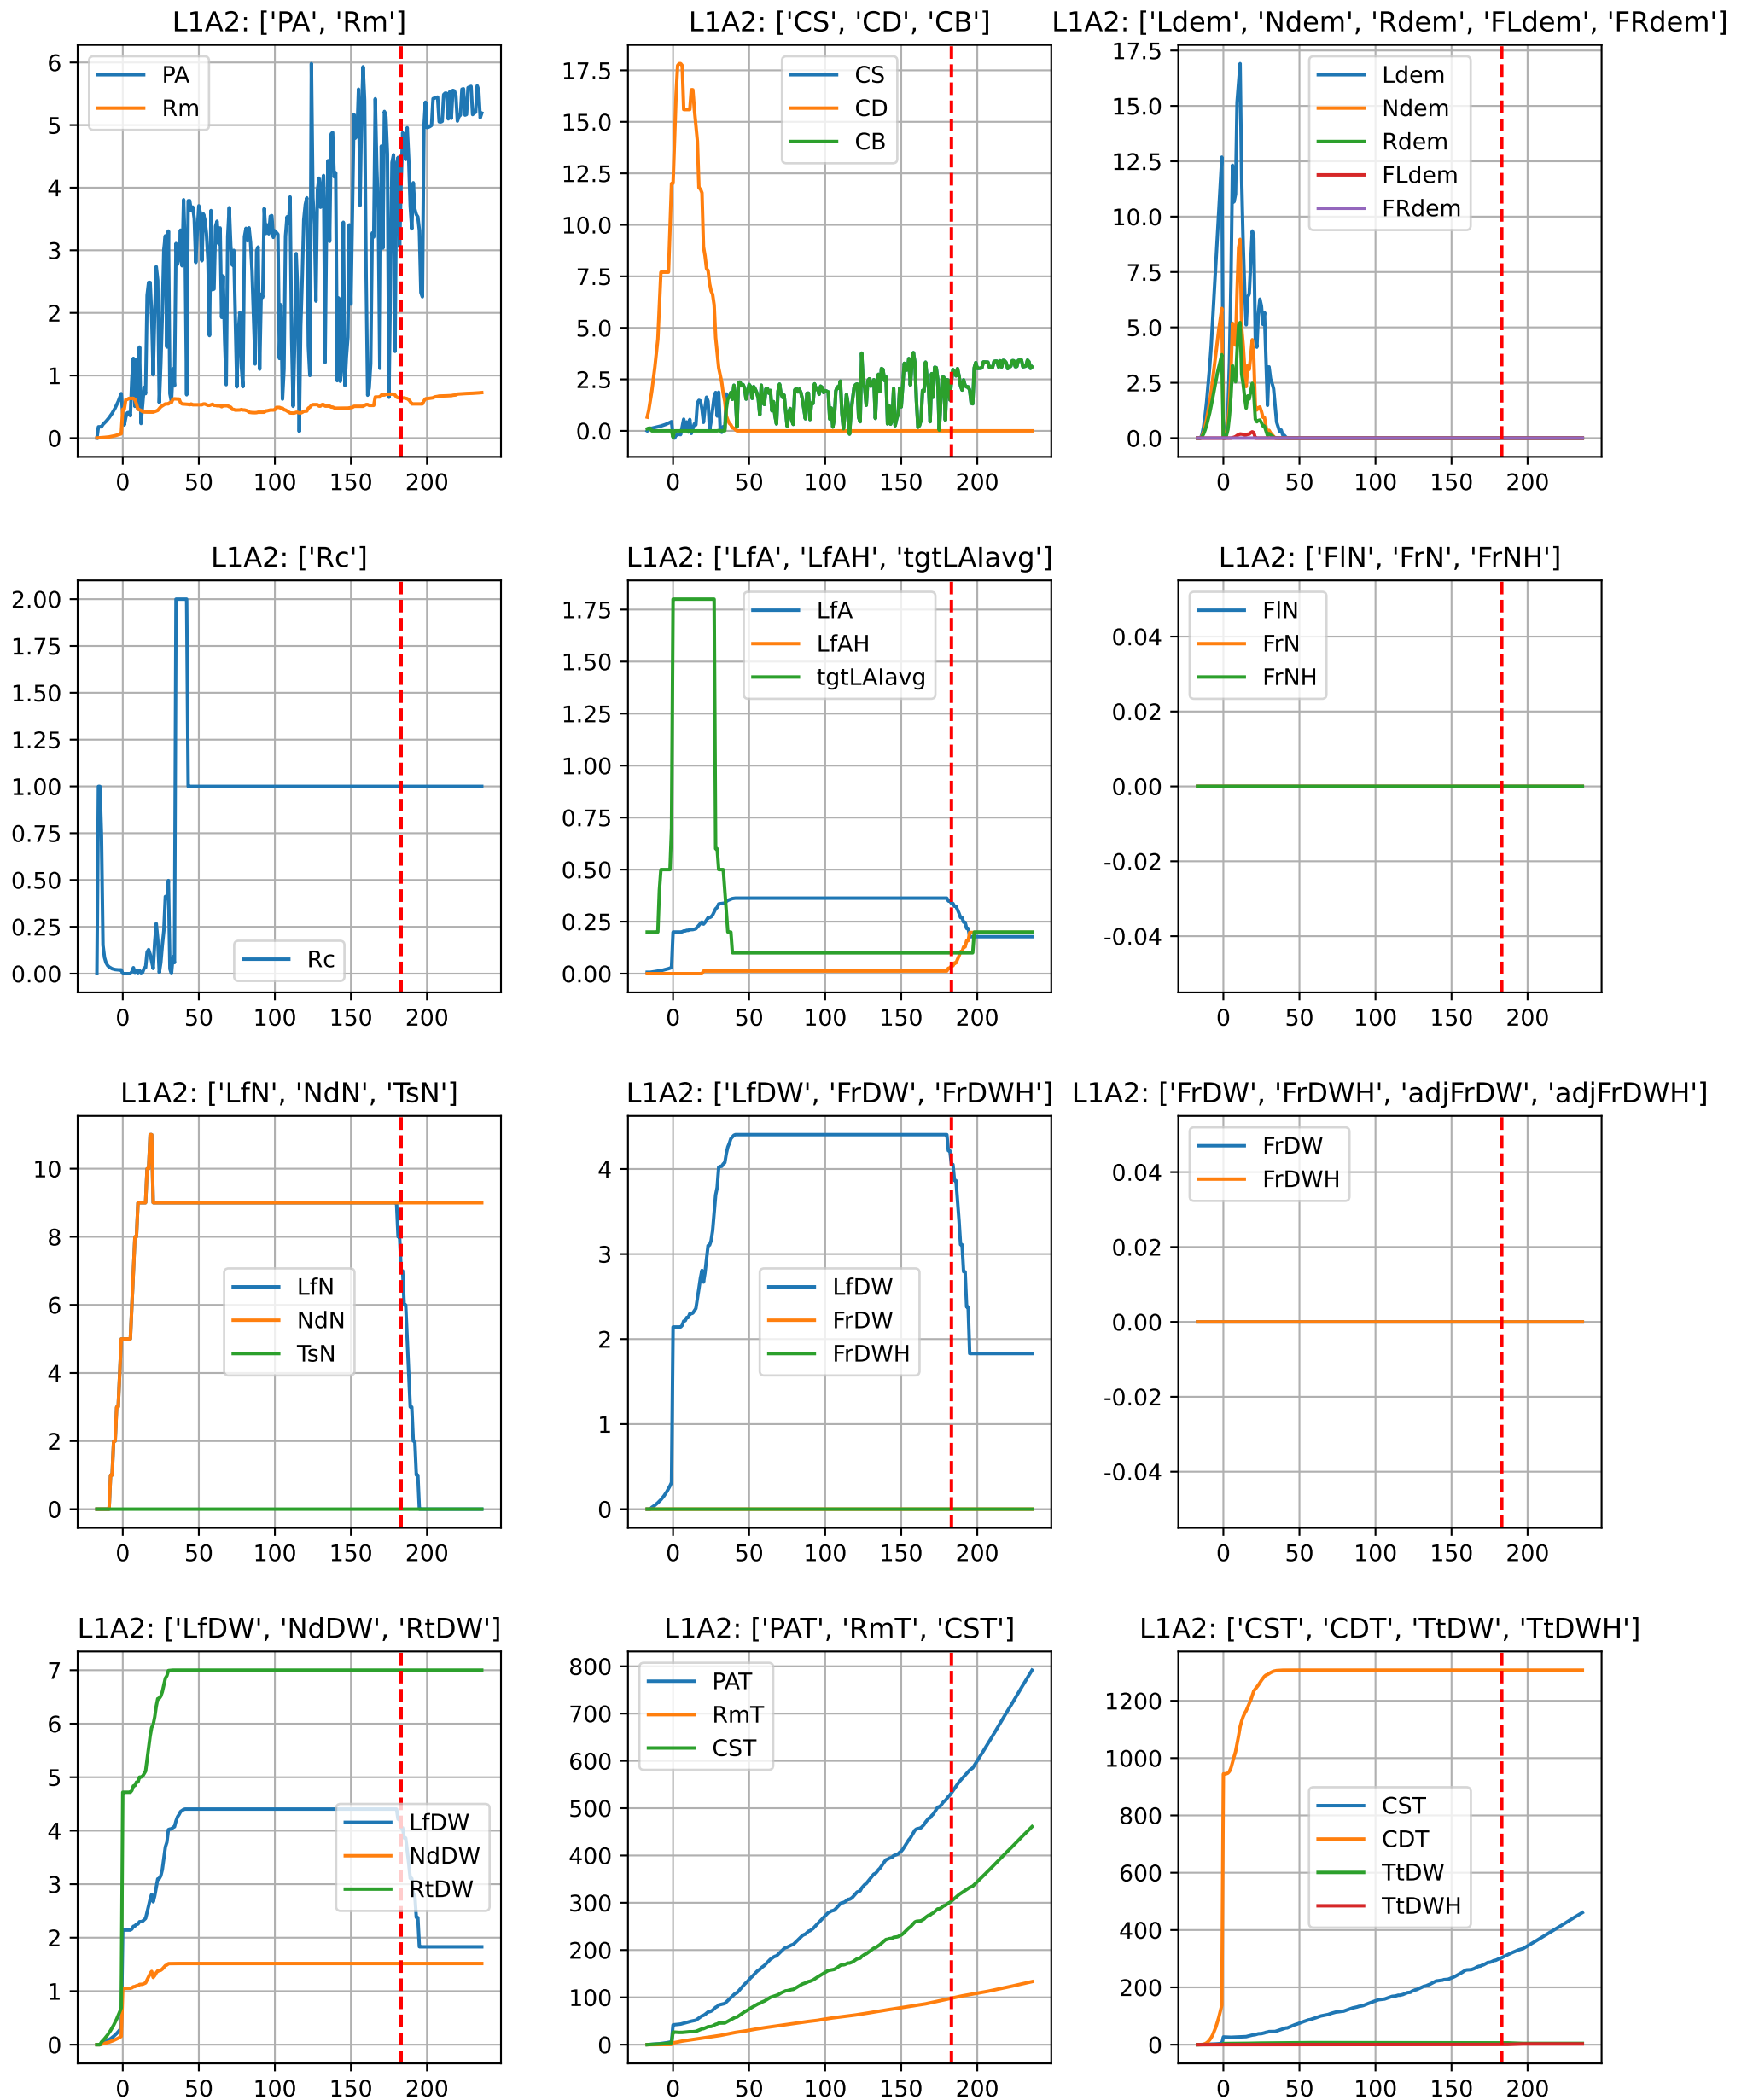 L1A2: ['PA', 'Rm']
6
5
4
3
2
1
0
PA
Rm
0 50 100 150 200
L1A2: ['CS', 'CD', 'CB']
17.5
15.0
12.5
10.0
7.5
5.0
2.5
0.0
CS
CD
CB
0 50 100 150 200
L1A2: ['Ldem', 'Ndem', 'Rdem', 'FLdem', 'FRdem']
17.5
15.0
12.5
10.0
7.5
5.0
2.5
0.0
Ldem
Ndem
Rdem
FLdem
FRdem
0 50 100 150 200
L1A2: ['Rc']
2.00
1.75
1.50
1.25
1.00
0.75
0.50
0.25
0.00
Rc
0 50 100 150 200
L1A2: ['LfA', 'LfAH', 'tgtLAIavg']
1.75
1.50
1.25
1.00
0.75
0.50
0.25
0.00
LfA
LfAH
tgtLAIavg
0 50 100 150 200
L1A2: ['FlN', 'FrN', 'FrNH']
0.04
0.02
0.00
-0.02
-0.04
FlN
FrN
FrNH
0 50 100 150 200
L1A2: ['LfN', 'NdN', 'TsN']
10
8
6
4
2
0
LfN
NdN
TsN
0 50 100 150 200
L1A2: ['LfDW', 'FrDW', 'FrDWH']
4
3
2
1
0
LfDW
FrDW
FrDWH
0 50 100 150 200
L1A2: ['FrDW', 'FrDWH', 'adjFrDW', 'adjFrDWH']
0.04
0.02
0.00
-0.02
-0.04
FrDW
FrDWH
0 50 100 150 200
L1A2: ['LfDW', 'NdDW', 'RtDW']
7
6
5
4
3
2
1
0
LfDW
NdDW
RtDW
0 50 100 150 200
L1A2: ['PAT', 'RmT', 'CST']
800
700
600
500
400
300
200
100
0
PAT
RmT
CST
0 50 100 150 200
L1A2: ['CST', 'CDT', 'TtDW', 'TtDWH']
1200
1000
800
600
400
200
0
CST
CDT
TtDW
TtDWH
0 50 100 150 200